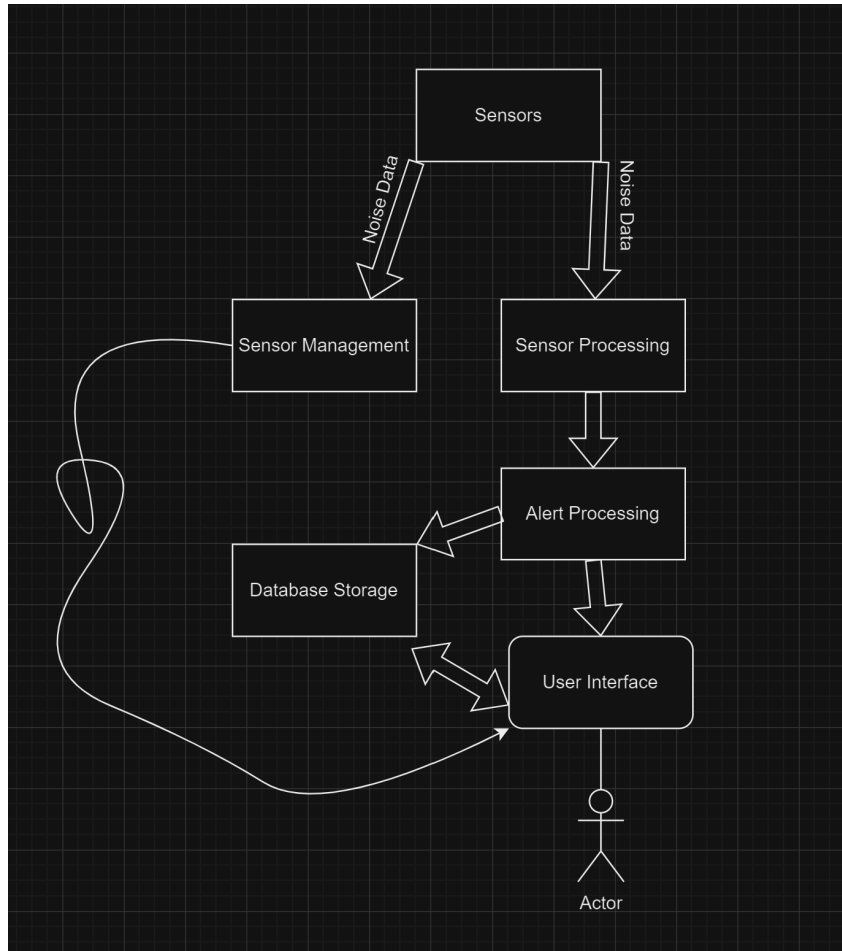 Sensors
Noise Data
Noise Data
Sensor Management
Sensor Processing
Alert Processing
Database Storage
User Interface
Actor